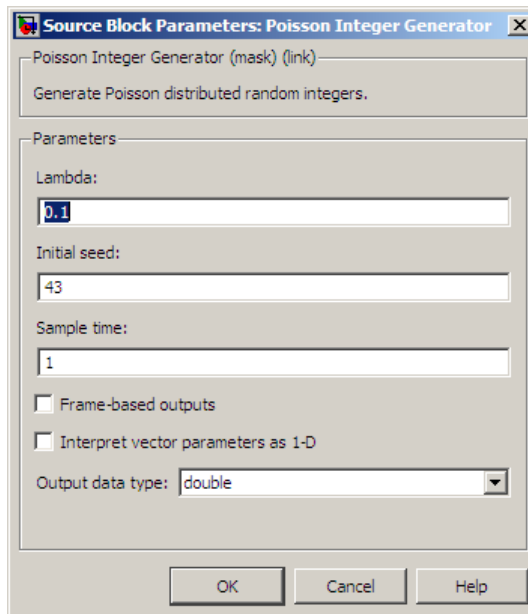 Source Block Parameters: Poisson Integer Generator
Poisson Integer Generator (mask) (link)
Generate Poisson distributed random integers.
Parameters
Lambda:
0.1
Initial seed:
43
Sample time:
1
Frame-based outputs
Interpret vector parameters as 1-D
Output data type: double
OK Cancel Help